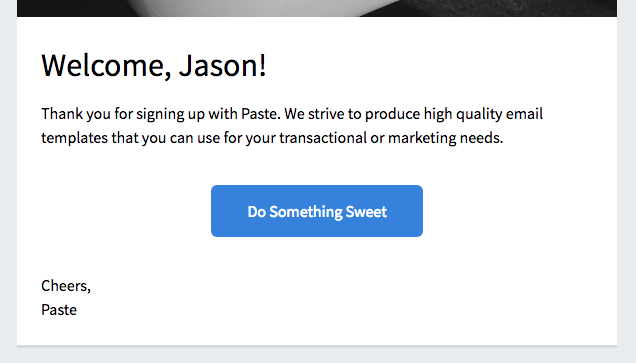 Welcome, Jason!
Thank you for signing up with Paste. We strive to produce high quality email
templates that you can use for your transactional or marketing needs.
Do Something Sweet
Cheers,
Paste